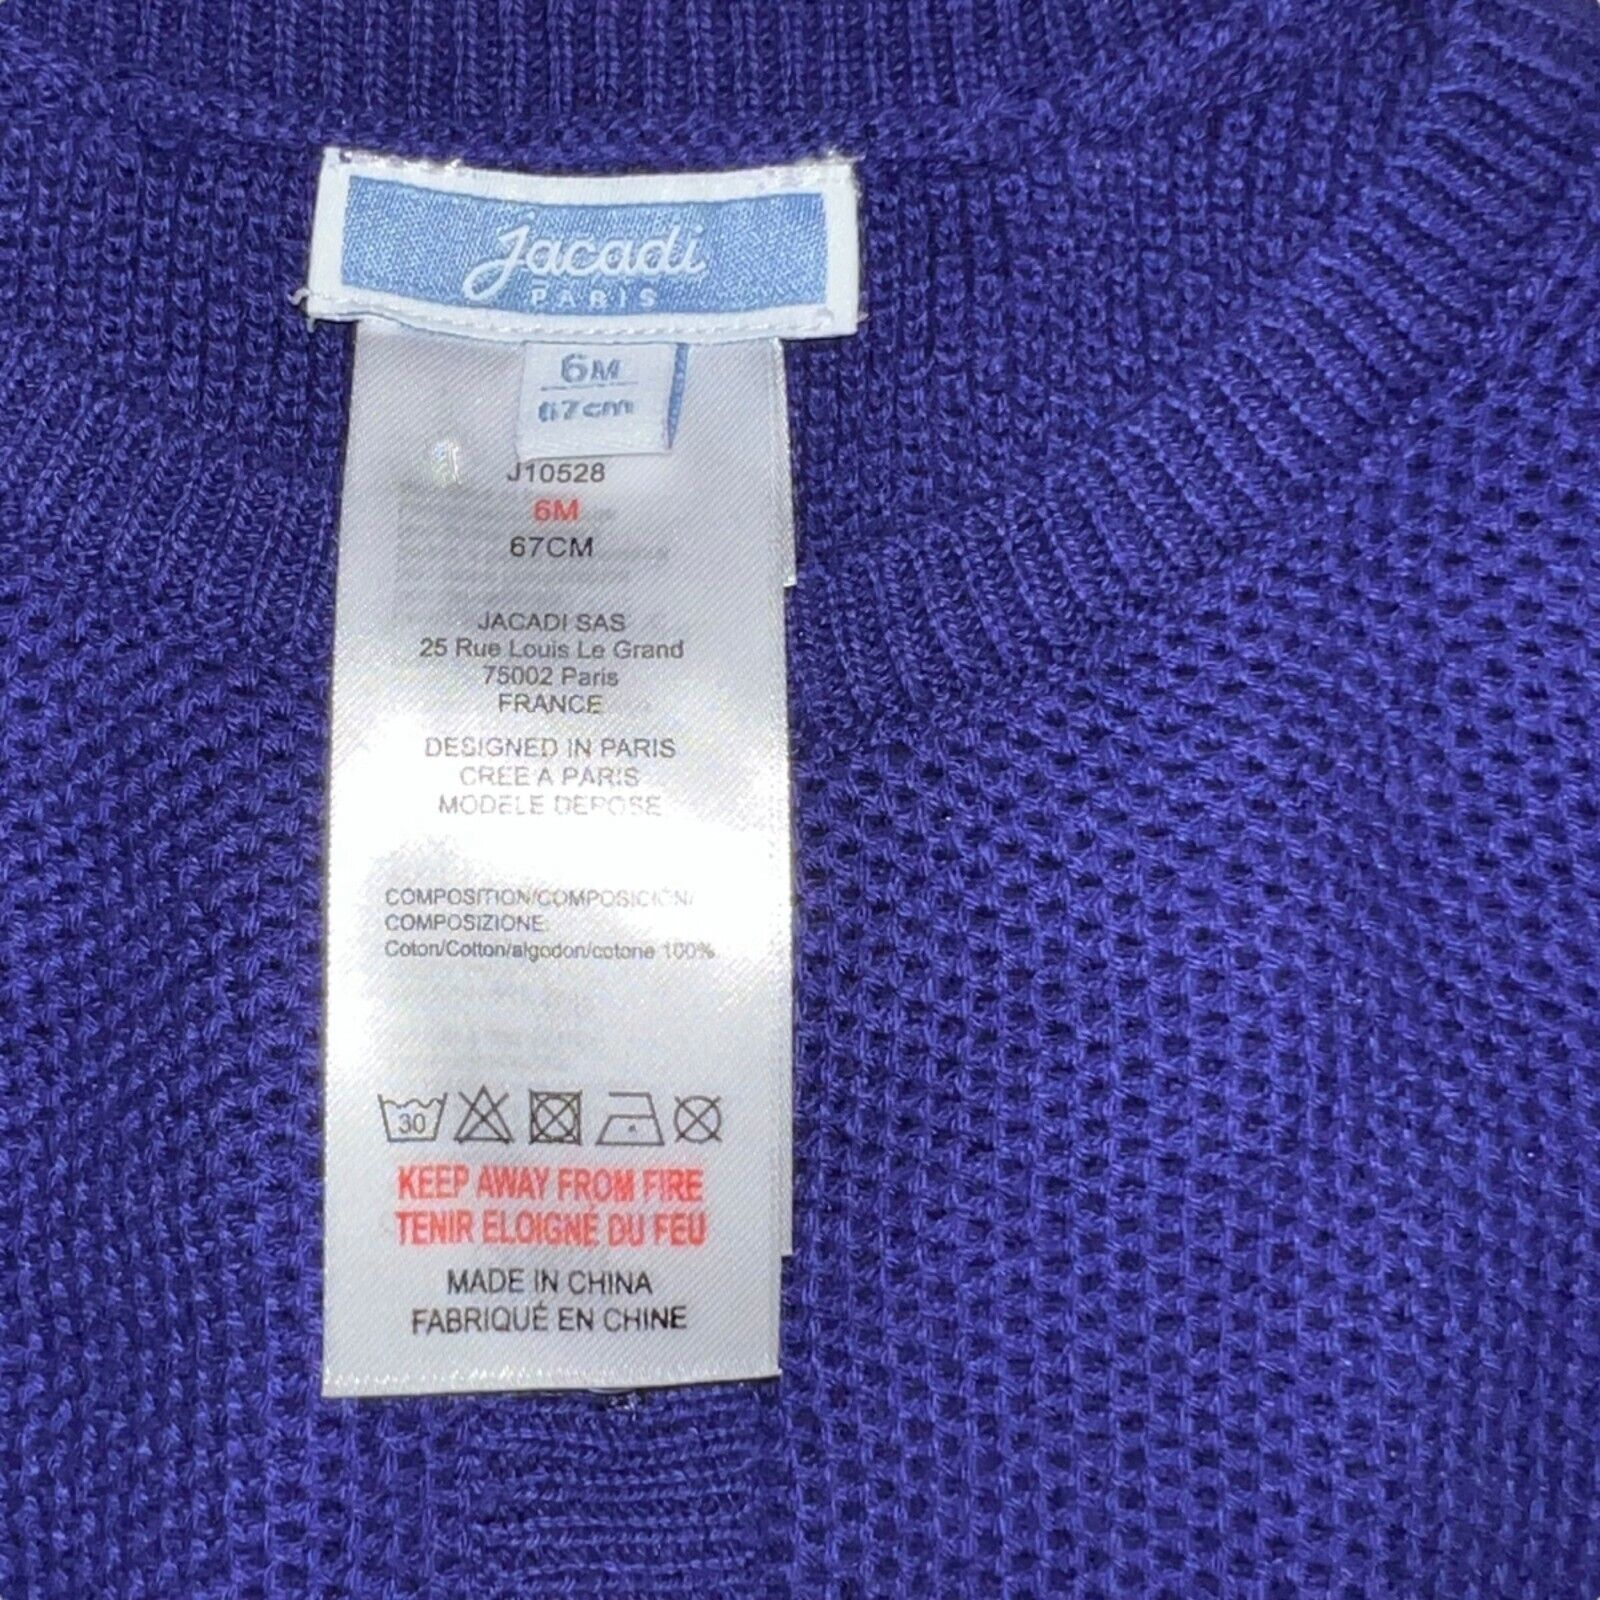 Jacadi
PARIS
6M
67cm
J10528
6M
67CM
JACADI SAS
25 Rue Louis Le Grand
75002 Paris
FRANCE
DESIGNED IN PARIS
CREE A PARIS
MODELE DEPOSE
COMPOSITION/COMPOSICIÓN/
COMPOSIZIONE:
Coton/Cotton/algodon/cotone 100%
30
KEEP AWAY FROM FIRE
TENIR ELOIGNÉ DU FEU
MADE IN CHINA
FABRIQUÉ EN CHINE